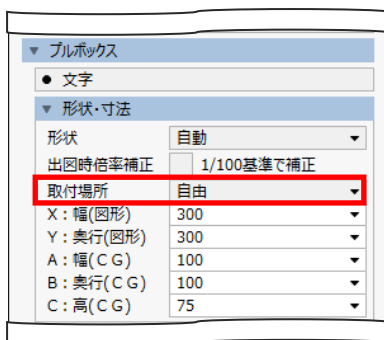 ▼ プルボックス
● 文字
▼ 形状・寸法
形状 自動
出図時倍率補正 1/100基準で補正
取付場所 自由
X：幅(図形) 300
Y：奥行(図形) 300
A：幅(ＣＧ) 100
B：奥行(ＣＧ) 100
C：高(ＣＧ) 75